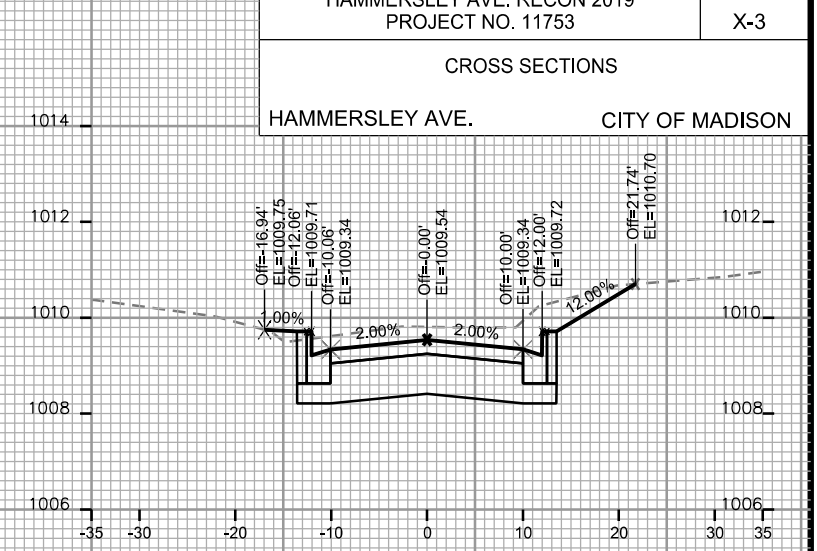 HAMMERSLEY AVE. RECON 2019
PROJECT NO. 11753
X-3
CROSS SECTIONS
HAMMERSLEY AVE.
CITY OF MADISON
1014
1012
1010
1008
1006
1012
1010
1008
1006
Off=-16.94'
EL=1009.75
Off=-12.06'
EL=1009.71
Off=-10.06'
EL=1009.34
Off=-0.00'
EL=1009.54
Off=10.00'
EL=1009.34
Off=12.00'
EL=1009.72
Off=21.74'
EL=1010.70
1.00%
2.00%
2.00%
12.00%
-35
-30
-20
-10
0
10
20
30
35